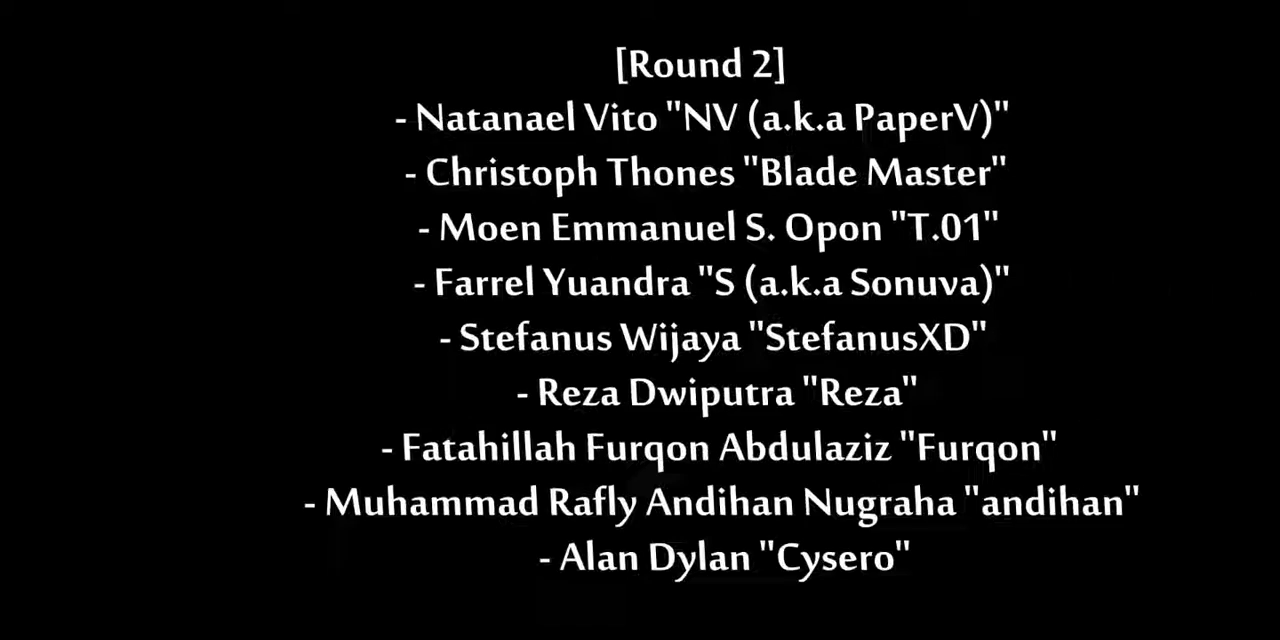 [Round 2]
- Natanael Vito "NV (a.k.a PaperV)"
- Christoph Thones "Blade Master"
- Moen Emmanuel S. Opon "T.01"
- Farrel Yuandra "S (a.k.a Sonuva)"
- Stefanus Wijaya "StefanusXD"
- Reza Dwiputra "Reza"
- Fatahillah Furqon Abdulaziz "Furqon"
- Muhammad Rafly Andihan Nugraha "andihan"
- Alan Dylan "Cysero"